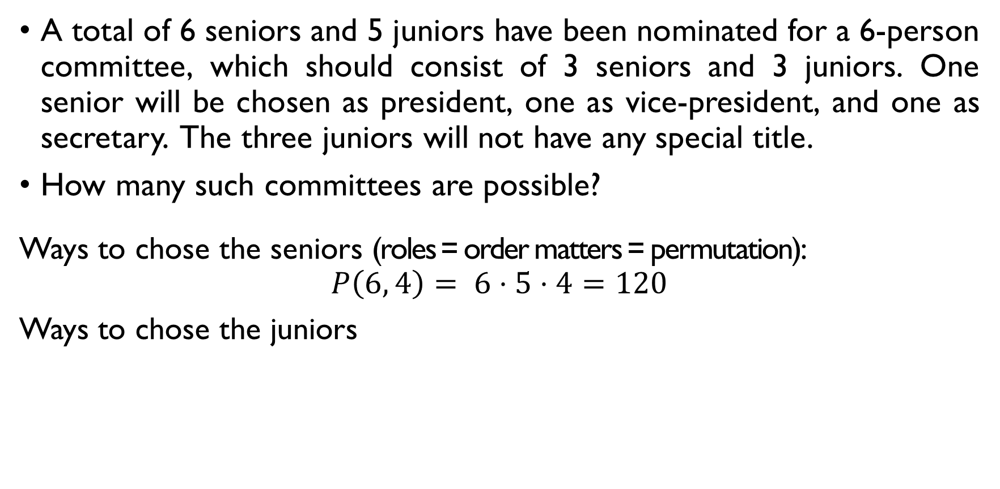 • A total of 6 seniors and 5 juniors have been nominated for a 6-person
committee, which should consist of 3 seniors and 3 juniors. One
senior will be chosen as president, one as vice-president, and one as
secretary. The three juniors will not have any special title.
• How many such committees are possible?
Ways to chose the seniors (roles = order matters = permutation):
P(6, 4) = 6 · 5 · 4 = 120
Ways to chose the juniors